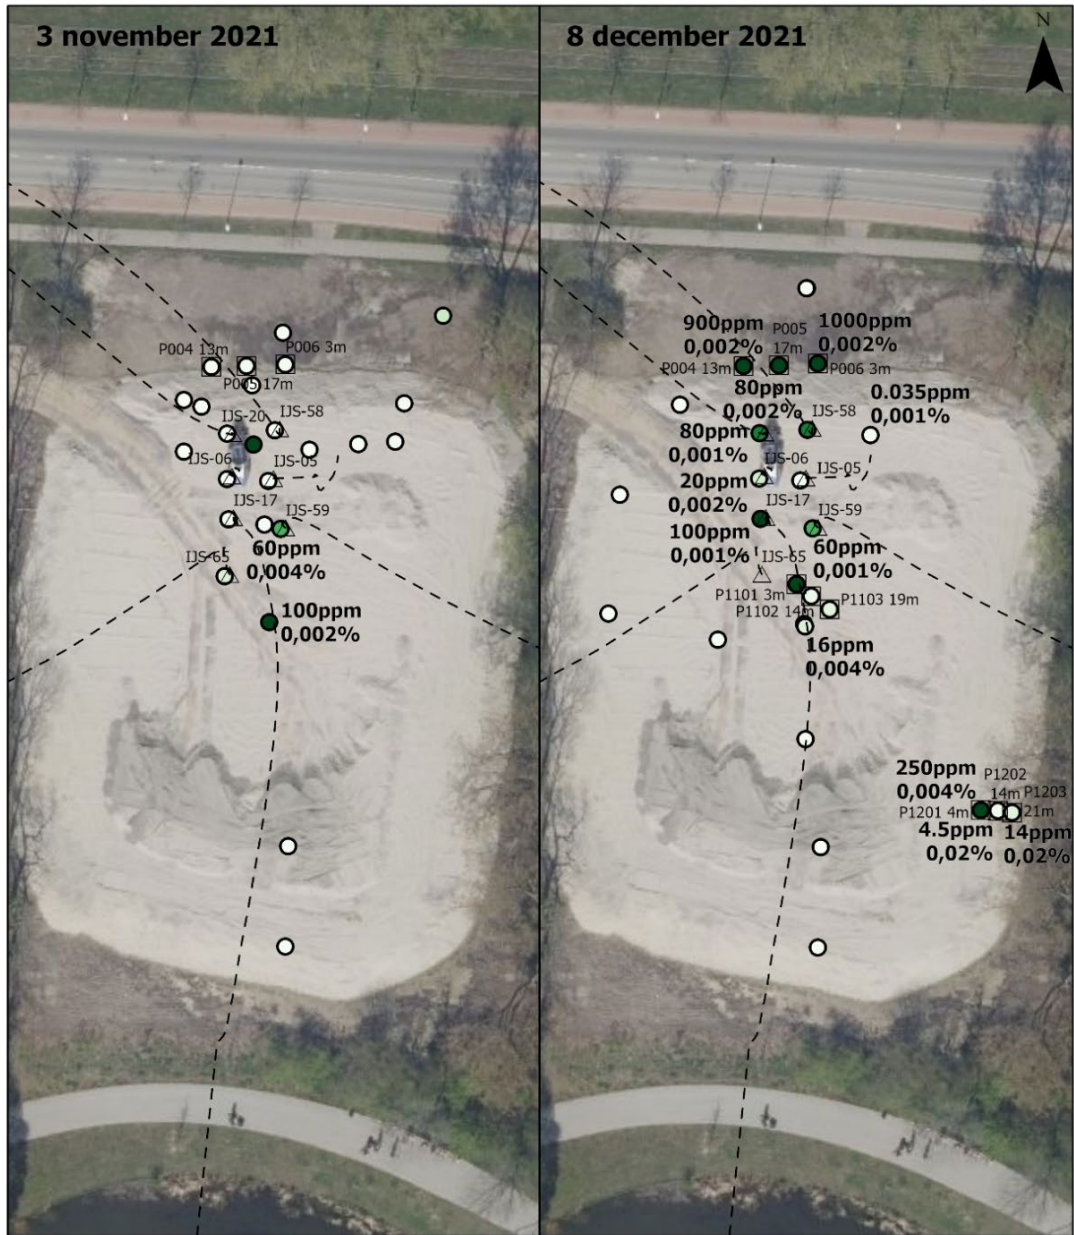 3 november 2021
P004 13m
P006 3m
P005 17m
IJS-20
IJS-58
IJS-06
IJS-05
IJS-17
IJS-59
60ppm
0,004%
IJS-65
100ppm
0,002%
8 december 2021
N
900ppm
0,002%
P005
17m
1000ppm
0,002%
P004 13m
P006 3m
80ppm
0,002%
0.035ppm
0,001%
IJS-58
80ppm
0,001%
IJS-06
IJS-05
20ppm
0,002%
IJS-17
IJS-59
100ppm
0,001%
IJS-65
60ppm
0,001%
P1101 3m
P1102 14m
P1103 19m
16ppm
0,004%
250ppm
0,004%
P1202
14m
P1203
21m
P1201 4m
4.5ppm
0,02%
14ppm
0,02%